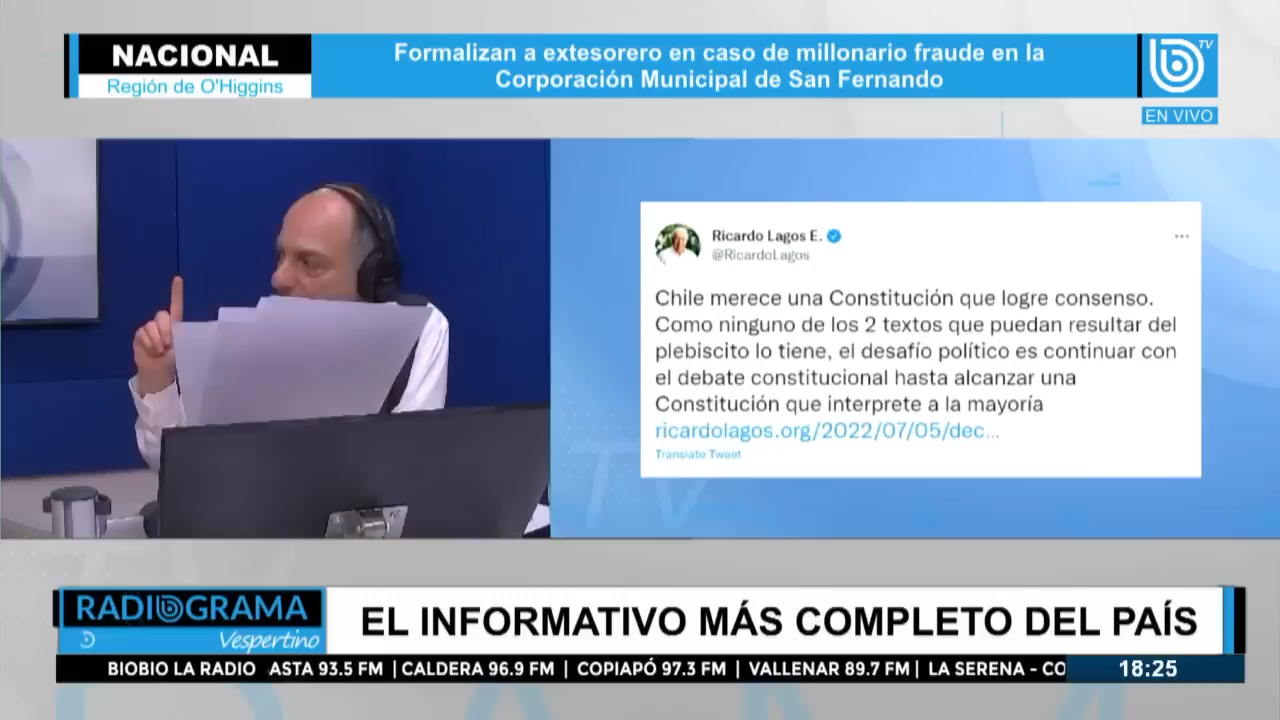 NACIONAL
Región de O'Higgins
Formalizan a extesorero en caso de millonario fraude en la
Corporación Municipal de San Fernando
b TV
EN VIVO
Ricardo Lagos E.
@RicardoLagos
Chile merece una Constitución que logre consenso.
Como ninguno de los 2 textos que puedan resultar del
plebiscito lo tiene, el desafío político es continuar con
el debate constitucional hasta alcanzar una
Constitución que interprete a la mayoría
ricardolagos.org/2022/07/05/dec...
Translate Tweet
TV
RADIOGRAMA
Vespertino
EL INFORMATIVO MÁS COMPLETO DEL PAÍS
BIOBIO LA RADIO ASTA 93.5 FM | CALDERA 96.9 FM | COPIAPÓ 97.3 FM | VALLENAR 89.7 FM | LA SERENA - CO
18:25